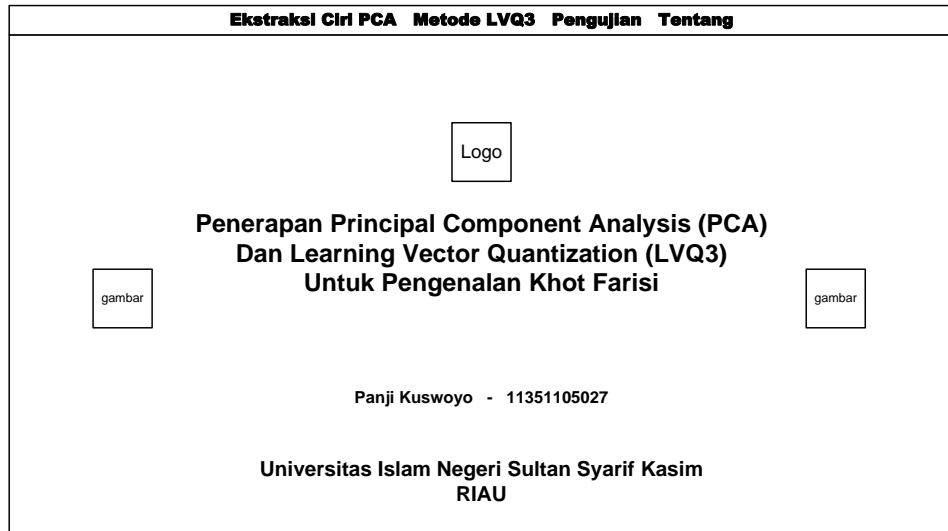 Ekstraksi Ciri PCA Metode LVQ3 Pengujian Tentang
Logo
Penerapan Principal Component Analysis (PCA)
Dan Learning Vector Quantization (LVQ3)
Untuk Pengenalan Khot Farisi
gambar
gambar
Panji Kuswoyo - 11351105027
Universitas Islam Negeri Sultan Syarif Kasim
RIAU